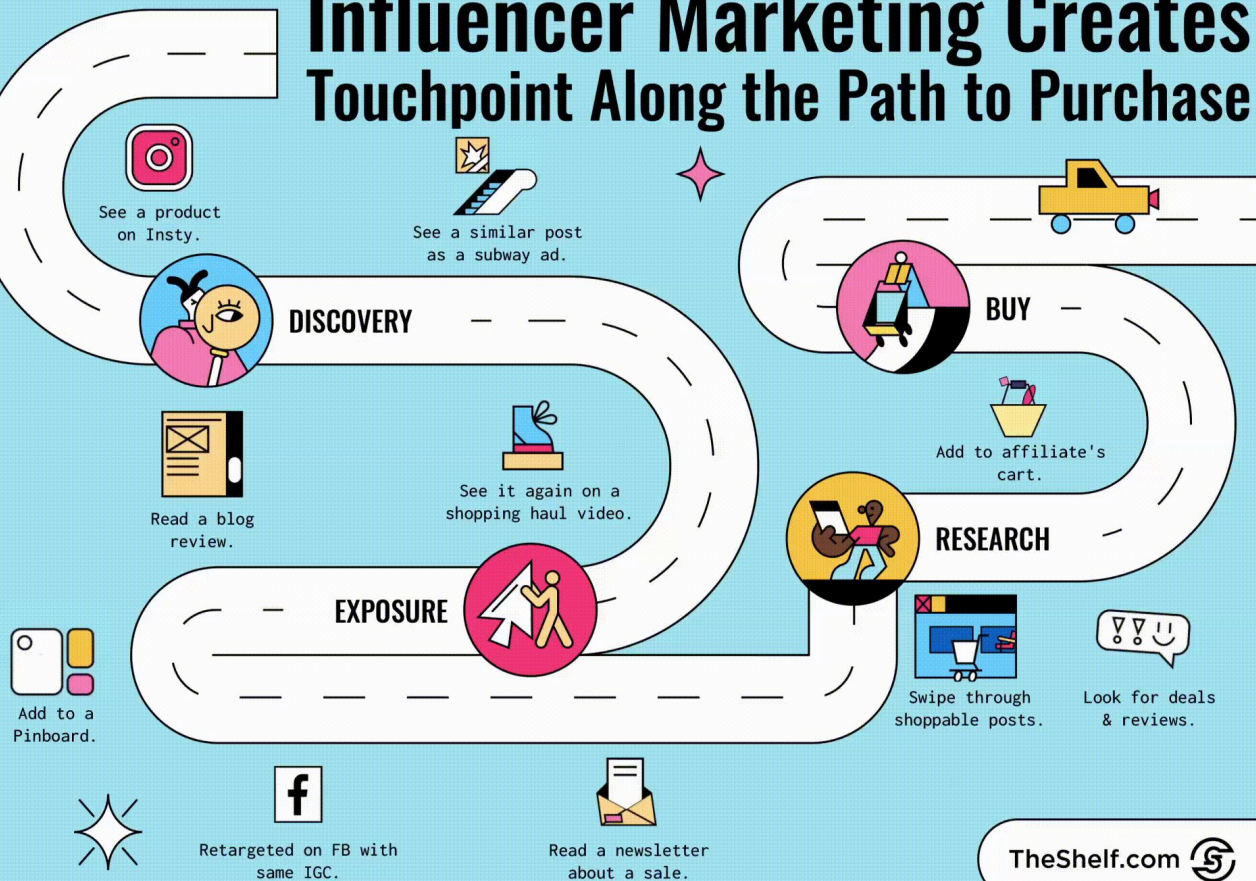 Influencer Marketing Creates
Touchpoint Along the Path to Purchase
See a product
on Insty.
See a similar post
as a subway ad.
DISCOVERY
BUY
Read a blog
review.
See it again on a
shopping haul video.
Add to affiliate's
cart.
RESEARCH
EXPOSURE
Add to a
Pinboard.
Swipe through
shoppable posts.
Look for deals
& reviews.
Retargeted on FB with
same IGC.
Read a newsletter
about a sale.
TheShelf.com